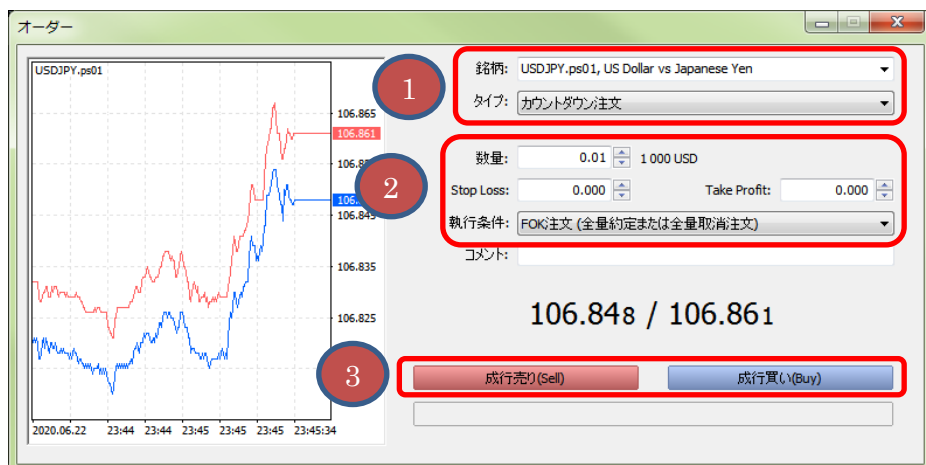 オーダー
USDJPY.ps01
106.865
106.861
106.845
106.835
106.825
2020.06.22 23:44 23:44 23:45 23:45 23:45 23:45:34
1
銘柄: USDJPY.ps01, US Dollar vs Japanese Yen
タイプ: カウントダウン注文
2
数量: 0.01 1 000 USD
Stop Loss: 0.000 Take Profit: 0.000
執行条件: FOK注文 (全量約定または全量取消注文)
コメント:
106.848 / 106.861
3
成行売り(Sell) 成行買い(Buy)